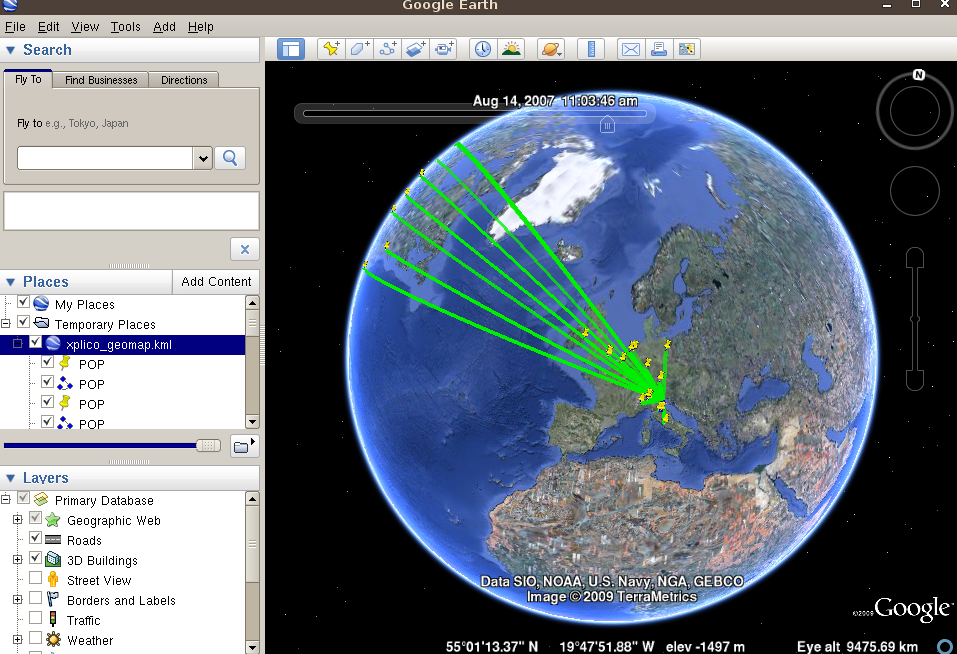 Google Earth
File Edit View Tools Add Help
Search
Fly To Find Businesses Directions
Fly to e.g., Tokyo, Japan
Places
Add Content
My Places
Temporary Places
xplico_geomap.kml
POP
POP
POP
POP
Layers
Primary Database
Geographic Web
Roads
3D Buildings
Street View
Borders and Labels
Traffic
Weather
Aug 14, 2007 11:03:46 am
N
Data SIO, NOAA, U.S. Navy, NGA, GEBCO
Image © 2009 TerraMetrics
©2009 Google
55°01'13.37" N 19°47'51.88" W elev -1497 m Eye alt 9475.69 km